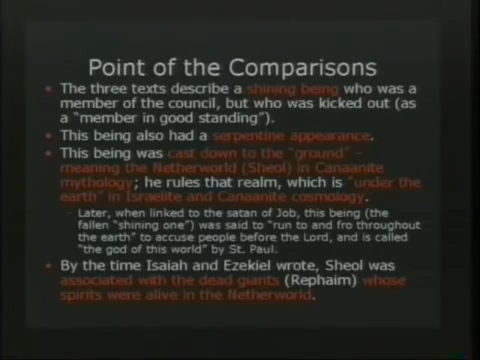 Point of the Comparisons
• The three texts describe a shining being who was a
member of the council, but who was kicked out (as
a "member in good standing").
• This being also had a serpentine appearance.
• This being was cast down to the "ground" –
meaning the Netherworld (Sheol) in Canaanite
mythology; he rules that realm, which is "under the
earth" in Israelite and Canaanite cosmology.
– Later, when linked to the satan of Job, this being (the
fallen "shining one") was said to "run to and fro throughout
the earth" to accuse people before the Lord, and is called
"the god of this world" by St. Paul.
• By the time Isaiah and Ezekiel wrote, Sheol was
associated with the dead giants (Rephaim) whose
spirits were alive in the Netherworld.